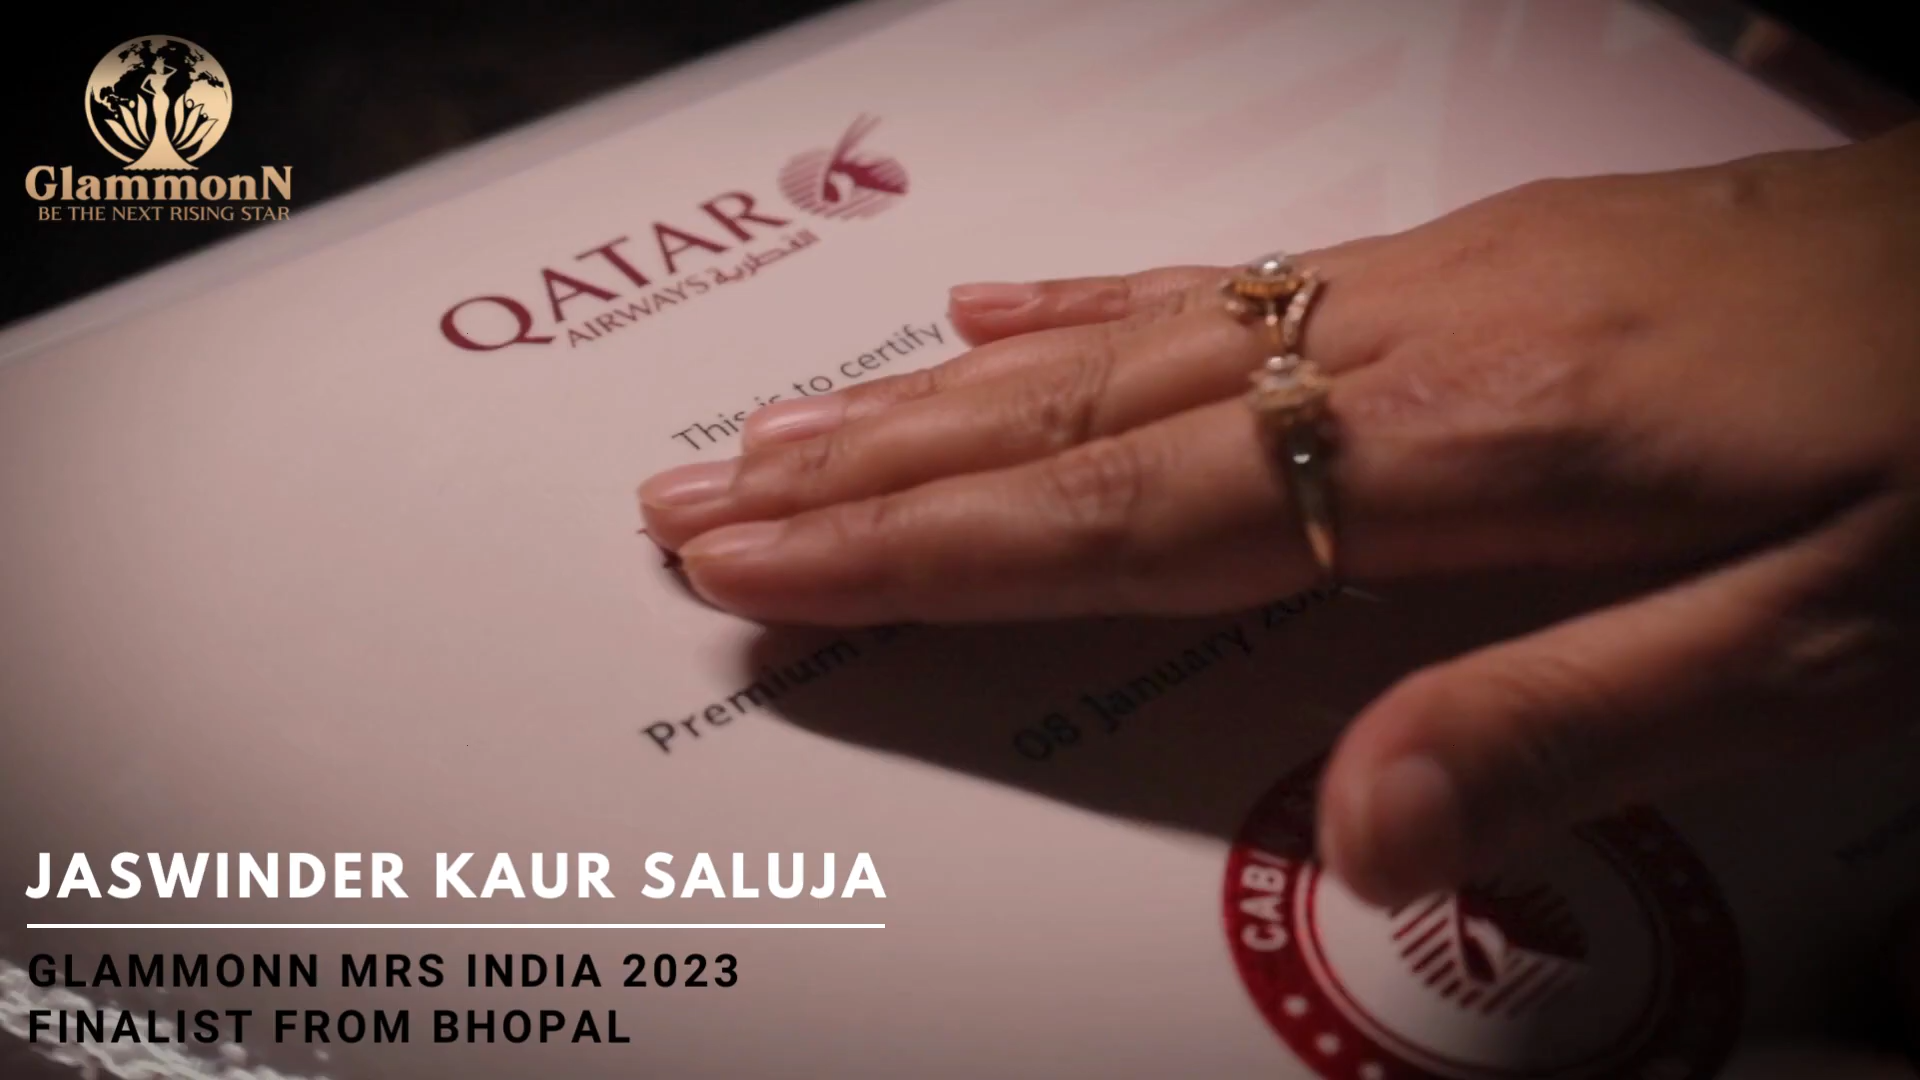 GlammonN
BE THE NEXT RISING STAR
QATAR
AIRWAYS القطرية
This is to certify
Premium
08 January
CABI
JASWINDER KAUR SALUJA
GLAMMONN MRS INDIA 2023
FINALIST FROM BHOPAL